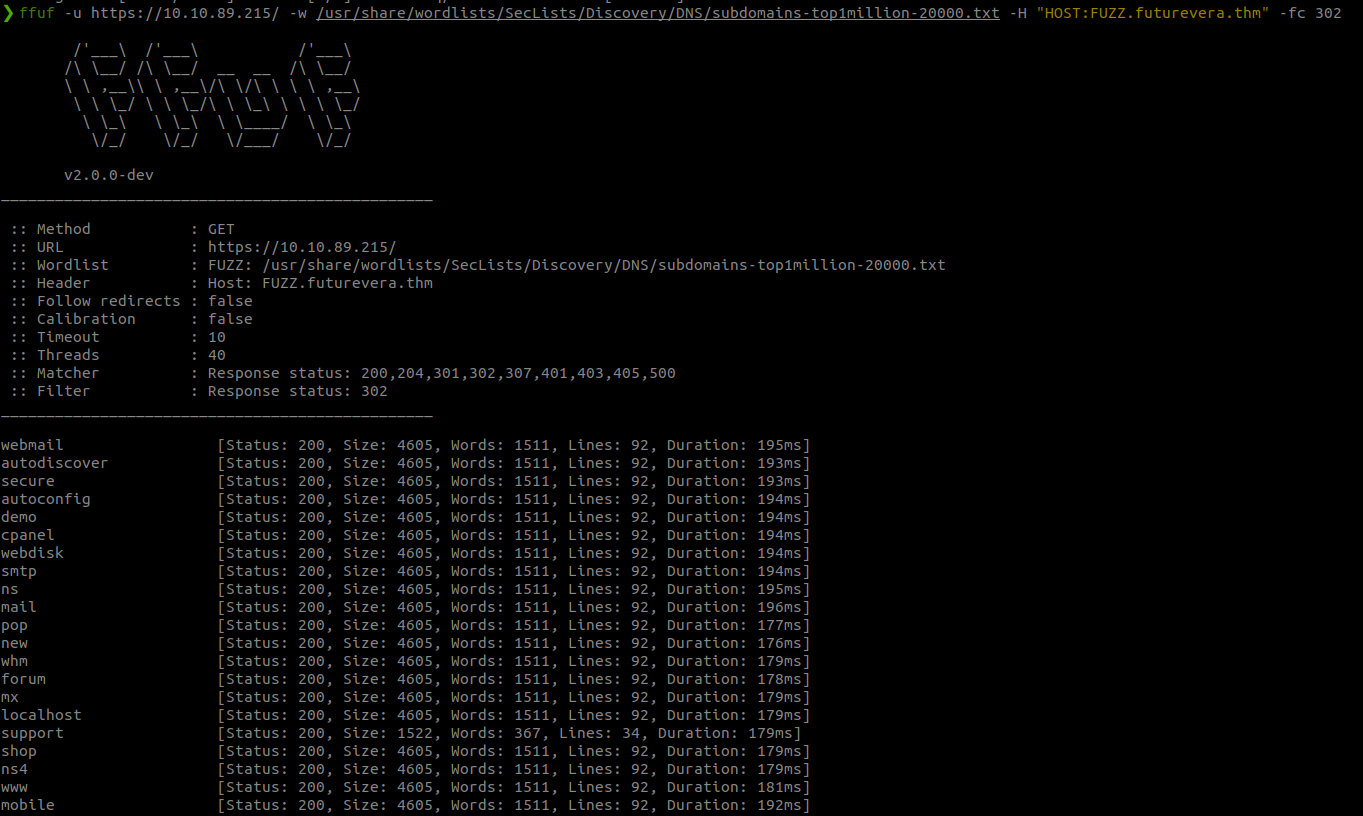 ❯ ffuf -u https://10.10.89.215/ -w /usr/share/wordlists/SecLists/Discovery/DNS/subdomains-top1million-20000.txt -H "HOST:FUZZ.futurevera.thm" -fc 302
        /'___\  /'___\           /'___\
       /\ \__/ /\ \__/  __  __  /\ \__/
       \ \ ,__\\ \ ,__\/\ \/\ \ \ \ ,__\
        \ \ \_/ \ \ \_/\ \ \_\ \ \ \ \_/
         \ \_\   \ \_\  \ \____/  \ \_\
          \/_/    \/_/   \/___/    \/_/
       v2.0.0-dev
________________________________________________
 :: Method           : GET
 :: URL              : https://10.10.89.215/
 :: Wordlist         : FUZZ: /usr/share/wordlists/SecLists/Discovery/DNS/subdomains-top1million-20000.txt
 :: Header           : Host: FUZZ.futurevera.thm
 :: Follow redirects : false
 :: Calibration      : false
 :: Timeout          : 10
 :: Threads          : 40
 :: Matcher          : Response status: 200,204,301,302,307,401,403,405,500
 :: Filter           : Response status: 302
________________________________________________
webmail                 [Status: 200, Size: 4605, Words: 1511, Lines: 92, Duration: 195ms]
autodiscover            [Status: 200, Size: 4605, Words: 1511, Lines: 92, Duration: 193ms]
secure                  [Status: 200, Size: 4605, Words: 1511, Lines: 92, Duration: 193ms]
autoconfig              [Status: 200, Size: 4605, Words: 1511, Lines: 92, Duration: 194ms]
demo                    [Status: 200, Size: 4605, Words: 1511, Lines: 92, Duration: 194ms]
cpanel                  [Status: 200, Size: 4605, Words: 1511, Lines: 92, Duration: 194ms]
webdisk                 [Status: 200, Size: 4605, Words: 1511, Lines: 92, Duration: 194ms]
smtp                    [Status: 200, Size: 4605, Words: 1511, Lines: 92, Duration: 194ms]
ns                      [Status: 200, Size: 4605, Words: 1511, Lines: 92, Duration: 195ms]
mail                    [Status: 200, Size: 4605, Words: 1511, Lines: 92, Duration: 196ms]
pop                     [Status: 200, Size: 4605, Words: 1511, Lines: 92, Duration: 177ms]
new                     [Status: 200, Size: 4605, Words: 1511, Lines: 92, Duration: 176ms]
whm                     [Status: 200, Size: 4605, Words: 1511, Lines: 92, Duration: 179ms]
forum                   [Status: 200, Size: 4605, Words: 1511, Lines: 92, Duration: 178ms]
mx                      [Status: 200, Size: 4605, Words: 1511, Lines: 92, Duration: 179ms]
localhost               [Status: 200, Size: 4605, Words: 1511, Lines: 92, Duration: 179ms]
support                 [Status: 200, Size: 1522, Words: 367, Lines: 34, Duration: 179ms]
shop                    [Status: 200, Size: 4605, Words: 1511, Lines: 92, Duration: 179ms]
ns4                     [Status: 200, Size: 4605, Words: 1511, Lines: 92, Duration: 179ms]
www                     [Status: 200, Size: 4605, Words: 1511, Lines: 92, Duration: 181ms]
mobile                  [Status: 200, Size: 4605, Words: 1511, Lines: 92, Duration: 192ms]